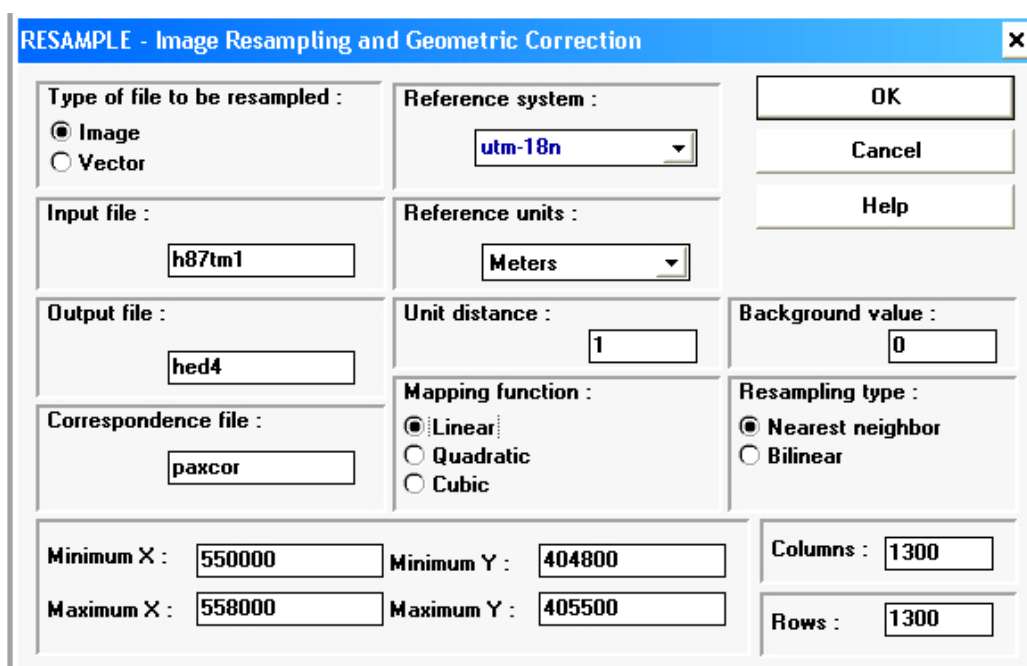 RESAMPLE - Image Resampling and Geometric Correction
Type of file to be resampled :
Image
Vector
Reference system :
utm-18n
OK
Cancel
Help
Input file :
h87tm1
Reference units :
Meters
Output file :
hed4
Unit distance :
1
Background value :
0
Correspondence file :
paxcor
Mapping function :
Linear
Quadratic
Cubic
Resampling type :
Nearest neighbor
Bilinear
Minimum X : 550000 Minimum Y : 404800
Maximum X : 558000 Maximum Y : 405500
Columns : 1300
Rows : 1300